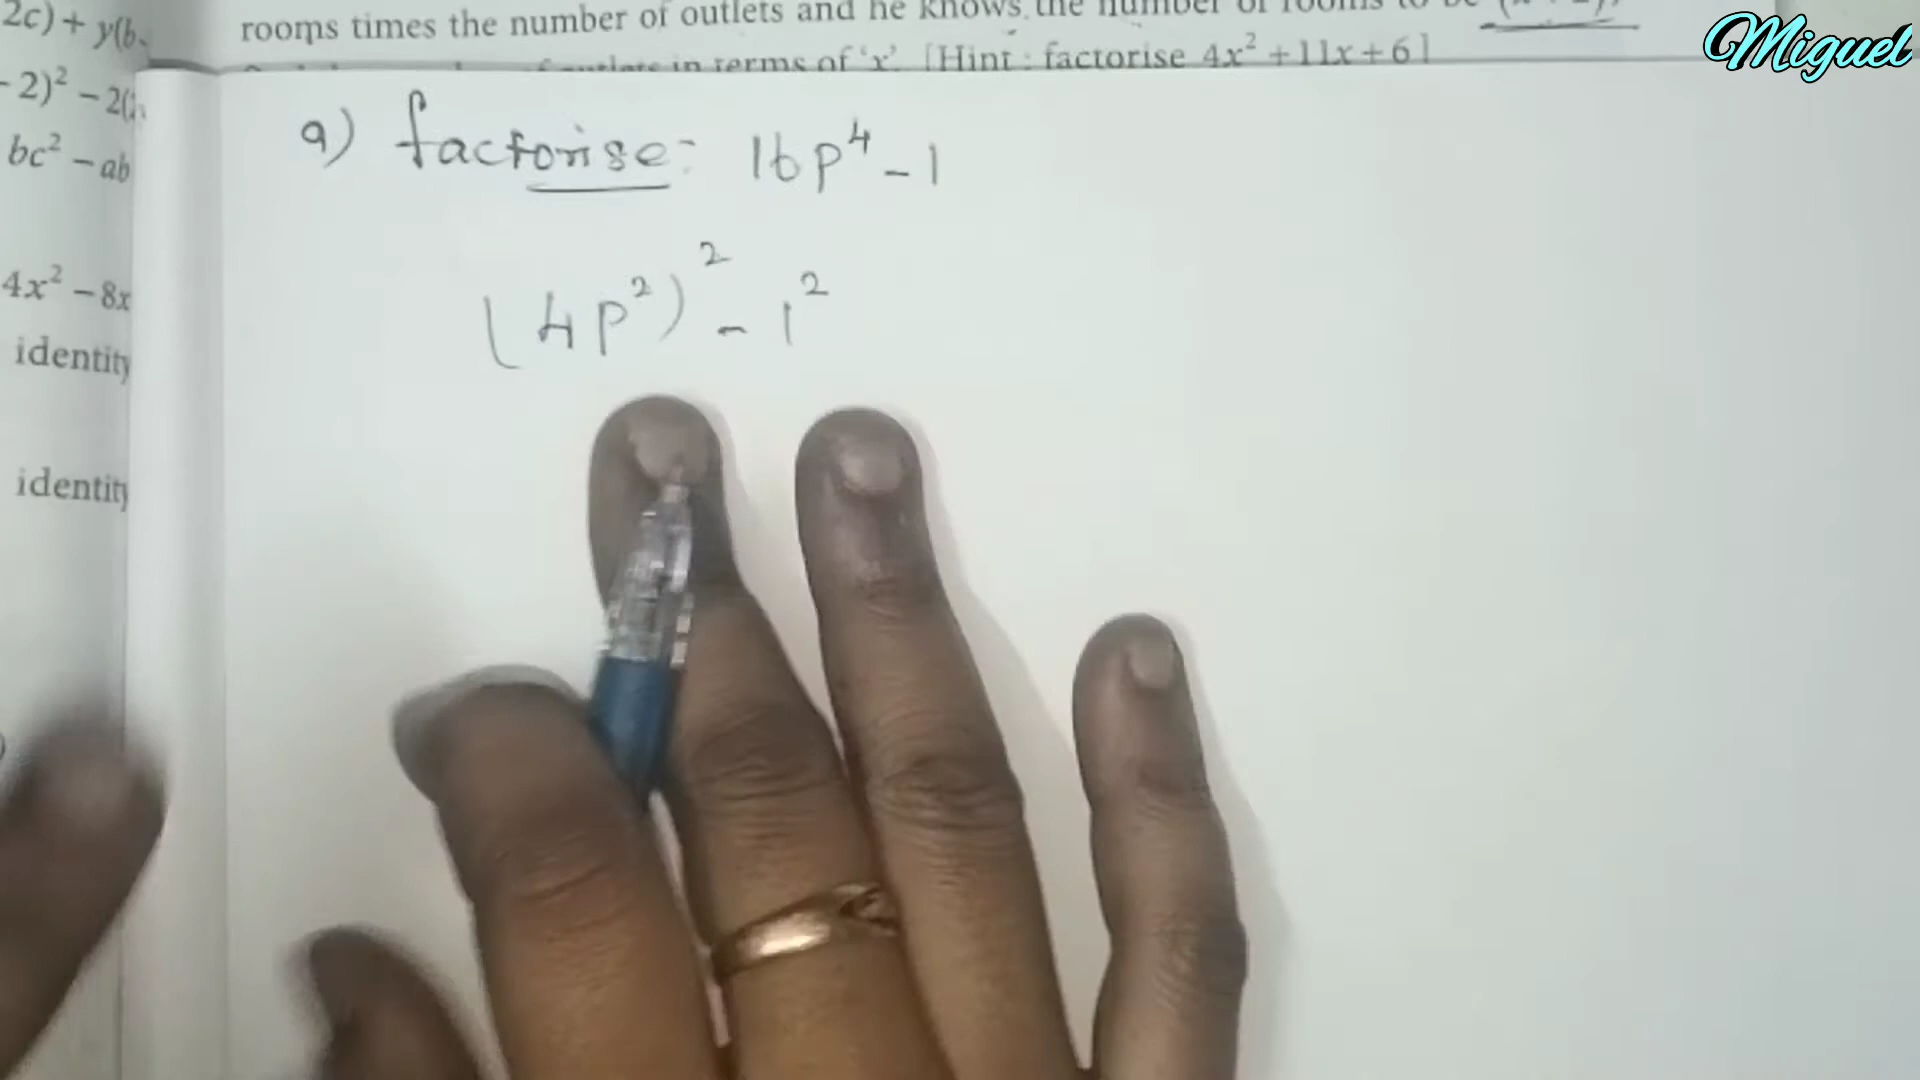 2c) + y(b-
-2)² – 2(
bc² – ab
4x² – 8x
identity
identity
rooms times the number of outlets and he knows the number of rooms to be
in terms of 'x'. [Hint : factorise 4x² + 11x + 6]
Miguel
a) factorise: 16p⁴ - 1
(4p²)² - 1²